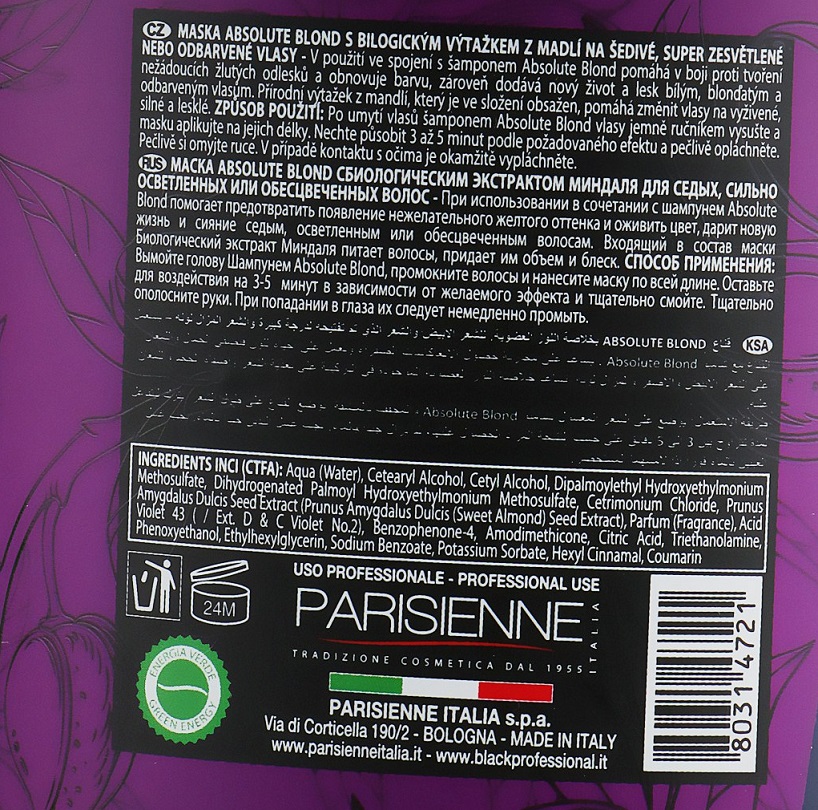 CZ MASKA ABSOLUTE BLOND S BILOGICKÝM VÝTAŽKEM Z MADLÍ NA ŠEDIVÉ, SUPER ZESVĚTLENÉ
NEBO ODBARVENÉ VLASY - V použití ve spojení s šamponem Absolute Blond pomáhá v boji proti tvoření
nežádoucích žlutých odlesků a obnovuje barvu, zároveň dodává nový život a lesk bílým, blonďatým a
odbarveným vlasům. Přírodní výtažek z mandlí, který je ve složení obsažen, pomáhá změnit vlasy na vyživené,
silné a lesklé. ZPŮSOB POUŽITÍ: Po umytí vlasů šamponem Absolute Blond vlasy jemně ručníkem vysušte a
masku aplikujte na jejich délky. Nechte působit 3 až 5 minut podle požadovaného efektu a pečlivě opláchněte.
Pečlivě si omyjte ruce. V případě kontaktu s očima je okamžitě vypláchněte.
RUS МАСКА ABSOLUTE BLOND СБИОЛОГИЧЕСКИМ ЭКСТРАКТОМ МИНДАЛЯ ДЛЯ СЕДЫХ, СИЛЬНО
ОСВЕТЛЕННЫХ ИЛИ ОБЕСЦВЕЧЕННЫХ ВОЛОС - При использовании в сочетании с шампунем Absolute
Blond помогает предотвратить появление нежелательного желтого оттенка и оживить цвет, дарит новую
жизнь и сияние седым, осветленным или обесцвеченным волосам. Входящий в состав маски
Биологический экстракт Миндаля питает волосы, придает им объем и блеск. СПОСОБ ПРИМЕНЕНИЯ:
Вымойте голову Шампунем Absolute Blond, промокните волосы и нанесите маску по всей длине. Оставьте
для воздействия на 3-5 минут в зависимости от желаемого эффекта и тщательно смойте. Тщательно
ополосните руки. При попадании в глаза их следует немедленно промыть.
KSA قناع ABSOLUTE BLOND بخلاصة اللوز العضوية، للشعر الأبيض والشعر الذي تم تفتيحه
Absolute Blond
Absolute Blond
INGREDIENTS INCI (CTFA): Aqua (Water), Cetearyl Alcohol, Cetyl Alcohol, Dipalmoylethyl Hydroxyethylmonium
Methosulfate, Dihydrogenated Palmoyl Hydroxyethylmonium Methosulfate, Cetrimonium Chloride, Prunus
Amygdalus Dulcis Seed Extract (Prunus Amygdalus Dulcis (Sweet Almond) Seed Extract), Parfum (Fragrance), Acid
Violet 43 ( / Ext. D & C Violet No.2), Benzophenone-4, Amodimethicone, Citric Acid, Triethanolamine,
Phenoxyethanol, Ethylhexylglycerin, Sodium Benzoate, Potassium Sorbate, Hexyl Cinnamal, Coumarin
24M
USO PROFESSIONALE - PROFESSIONAL USE
PARISIENNE
ITALIA
TRADIZIONE COSMETICA DAL 1955
ENERGIA VERDE
GREEN ENERGY
PARISIENNE ITALIA s.p.a.
Via di Corticella 190/2 - BOLOGNA - MADE IN ITALY
www.parisienneitalia.it - www.blackprofessional.it
80314721